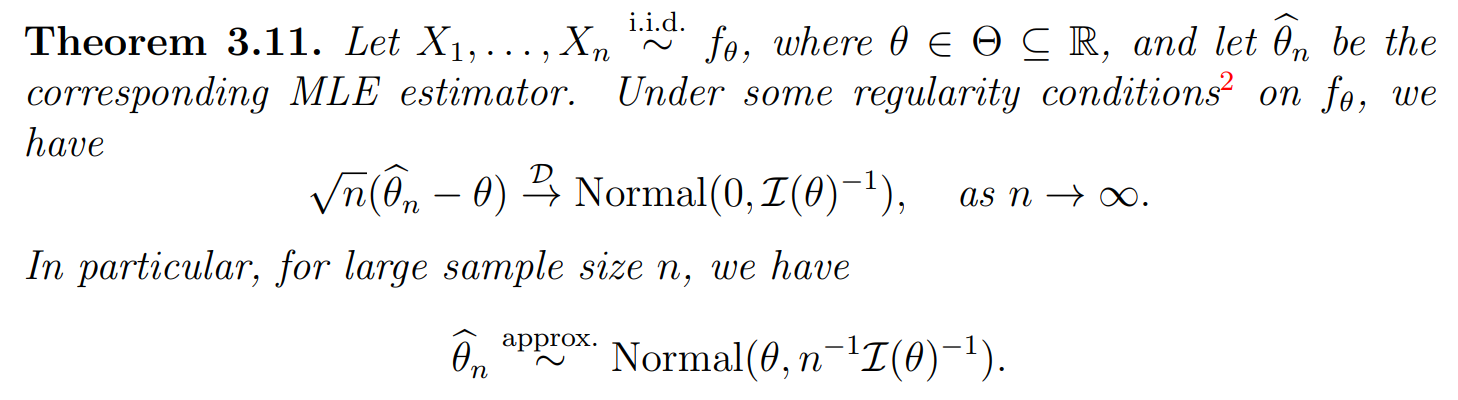 Theorem 3.11. Let X₁, . . . , Xₙ i.i.d. ∼ f_θ, where θ ∈ Θ ⊆ ℝ, and let θ̂ₙ be the
corresponding MLE estimator. Under some regularity conditions² on f_θ, we
have
√n(θ̂ₙ − θ) →ᴰ Normal(0, ℐ(θ)⁻¹), as n → ∞.
In particular, for large sample size n, we have
θ̂ₙ approx. ∼ Normal(θ, n⁻¹ℐ(θ)⁻¹).